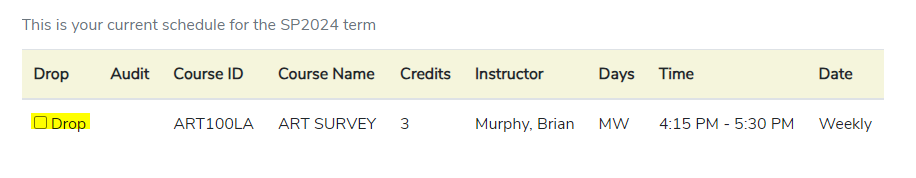 This is your current schedule for the SP2024 term
Drop Audit Course ID Course Name Credits Instructor Days Time Date
Drop ART100LA ART SURVEY 3 Murphy, Brian MW 4:15 PM - 5:30 PM Weekly